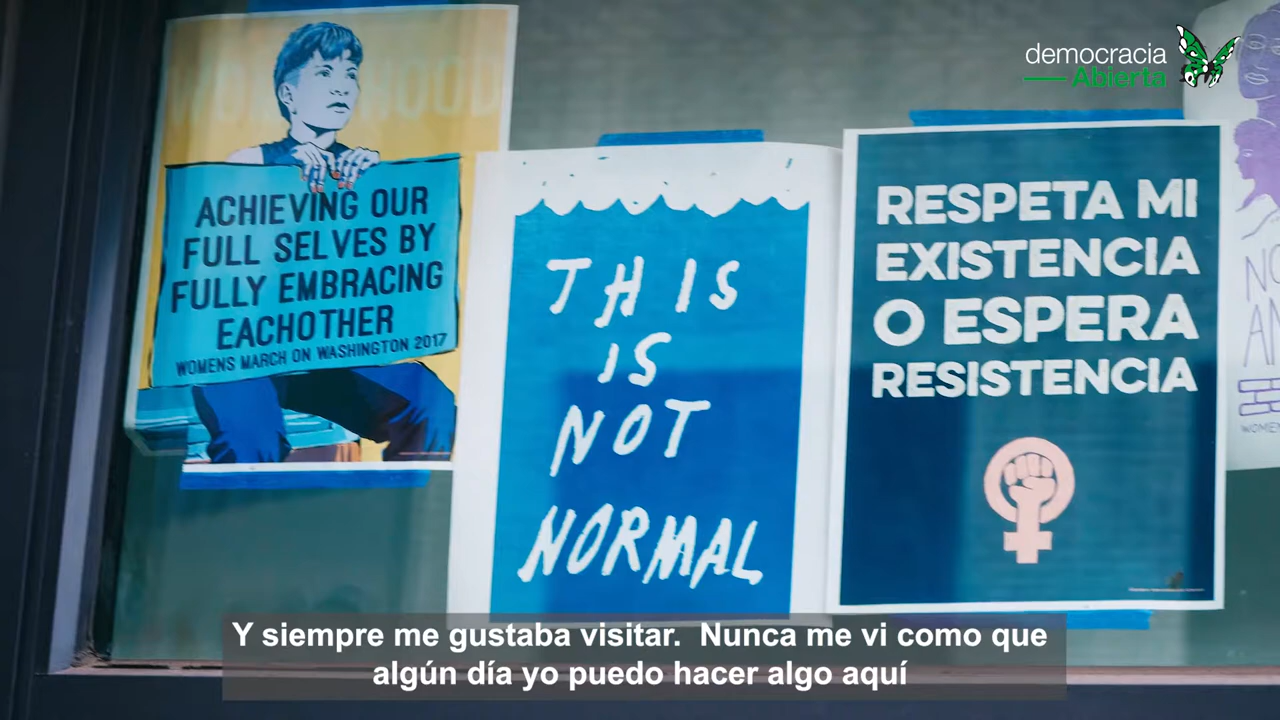 democracia
Abierta
WOMANHOOD
ACHIEVING OUR
FULL SELVES BY
FULLY EMBRACING
EACHOTHER
WOMENS MARCH ON WASHINGTON 2017
THIS
IS
NOT
NORMAL
RESPETA MI
EXISTENCIA
O ESPERA
RESISTENCIA
Y siempre me gustaba visitar. Nunca me vi como que
algún día yo puedo hacer algo aquí